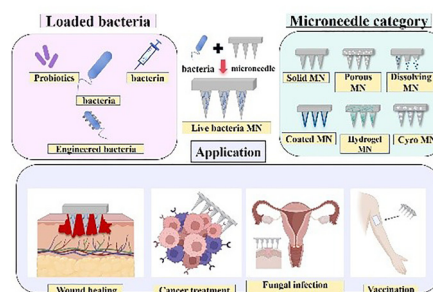 Loaded bacteria
Probiotics
bacteria
bacterin
Engineered bacteria
bacteria
microneedle
Live bacteria MN
Microneedle category
Solid MN
Porous
MN
Dissolving
MN
Coated MN
Hydrogel
MN
Cyro MN
Application
Wound healing
Cancer treatment
Fungal infection
Vaccination